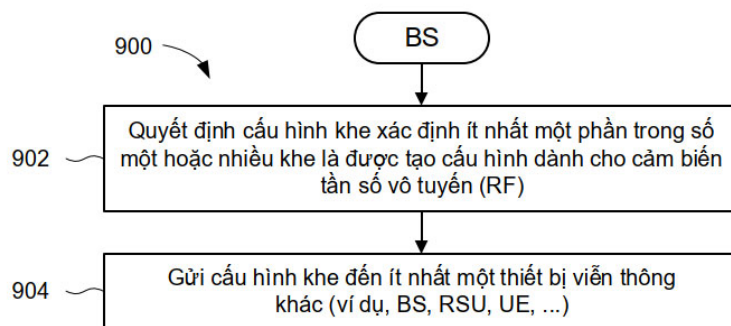 BS
900
902
Quyết định cấu hình khe xác định ít nhất một phần trong số
một hoặc nhiều khe là được tạo cấu hình dành cho cảm biến
tần số vô tuyến (RF)
904
Gửi cấu hình khe đến ít nhất một thiết bị viễn thông
khác (ví dụ, BS, RSU, UE, ...)